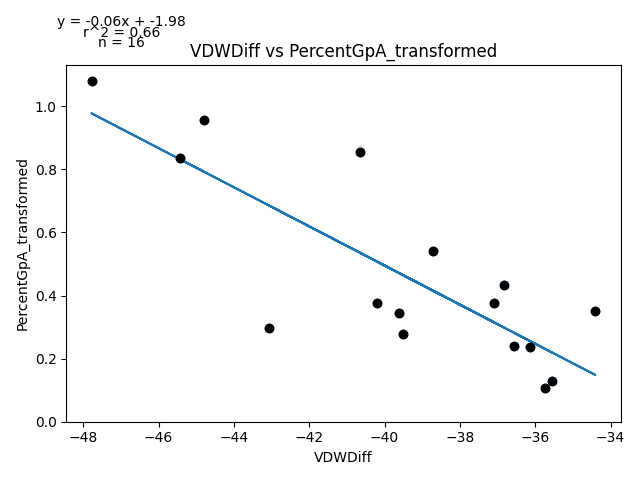 y = -0.06x + -1.98
r^2 = 0.66
n = 16
VDWDiff vs PercentGpA_transformed
PercentGpA_transformed
1.0
0.8
0.6
0.4
0.2
0.0
−48 −46 −44 −42 −40 −38 −36 −34
VDWDiff